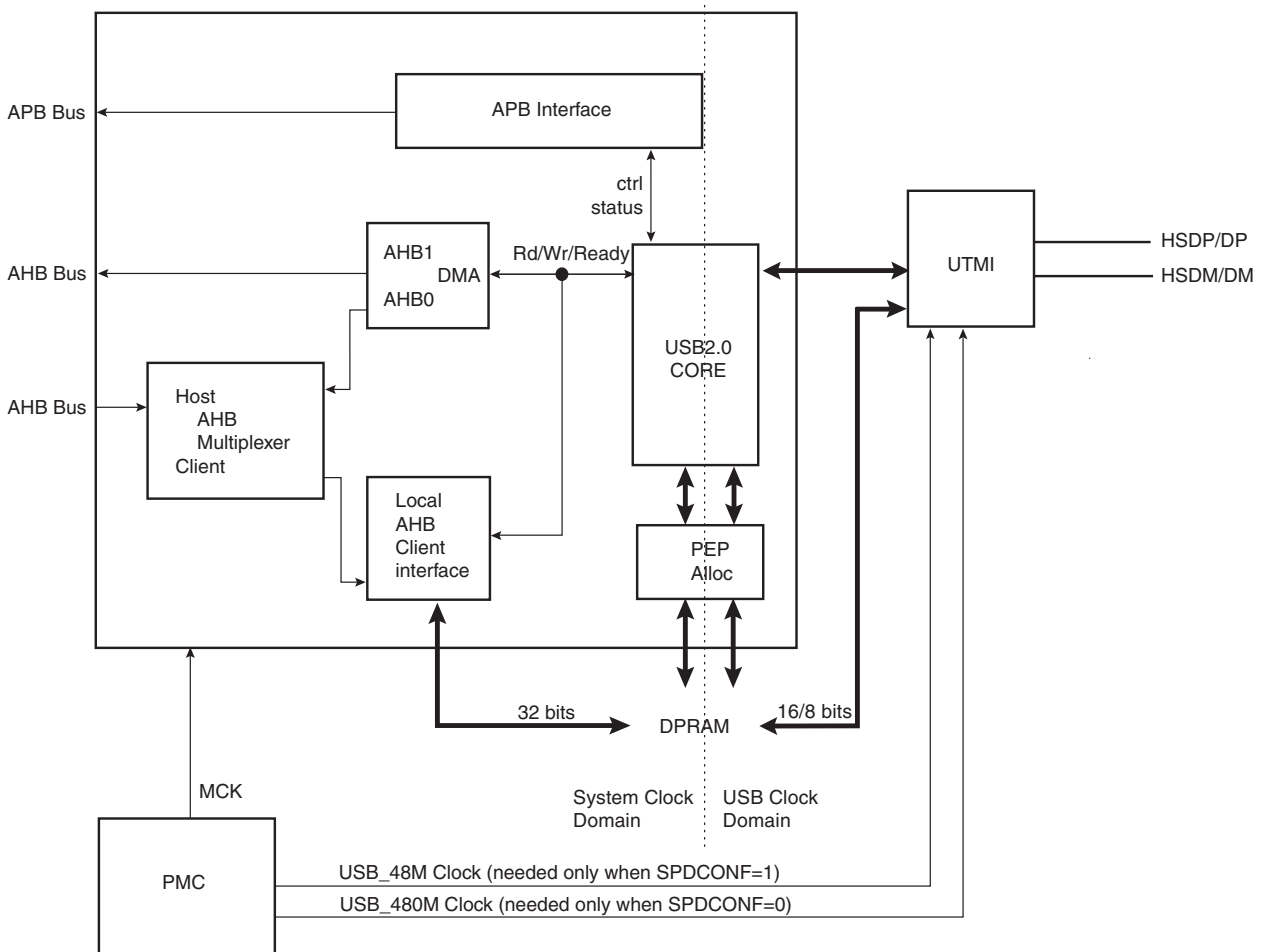 APB Bus
APB Interface
ctrl
status
AHB Bus
AHB1
DMA
AHB0
Rd/Wr/Ready
UTMI
HSDP/DP
HSDM/DM
USB2.0
CORE
AHB Bus
Host
AHB
Multiplexer
Client
Local
AHB
Client
interface
PEP
Alloc
32 bits
DPRAM
16/8 bits
MCK
System Clock
Domain
USB Clock
Domain
PMC
USB_48M Clock (needed only when SPDCONF=1)
USB_480M Clock (needed only when SPDCONF=0)